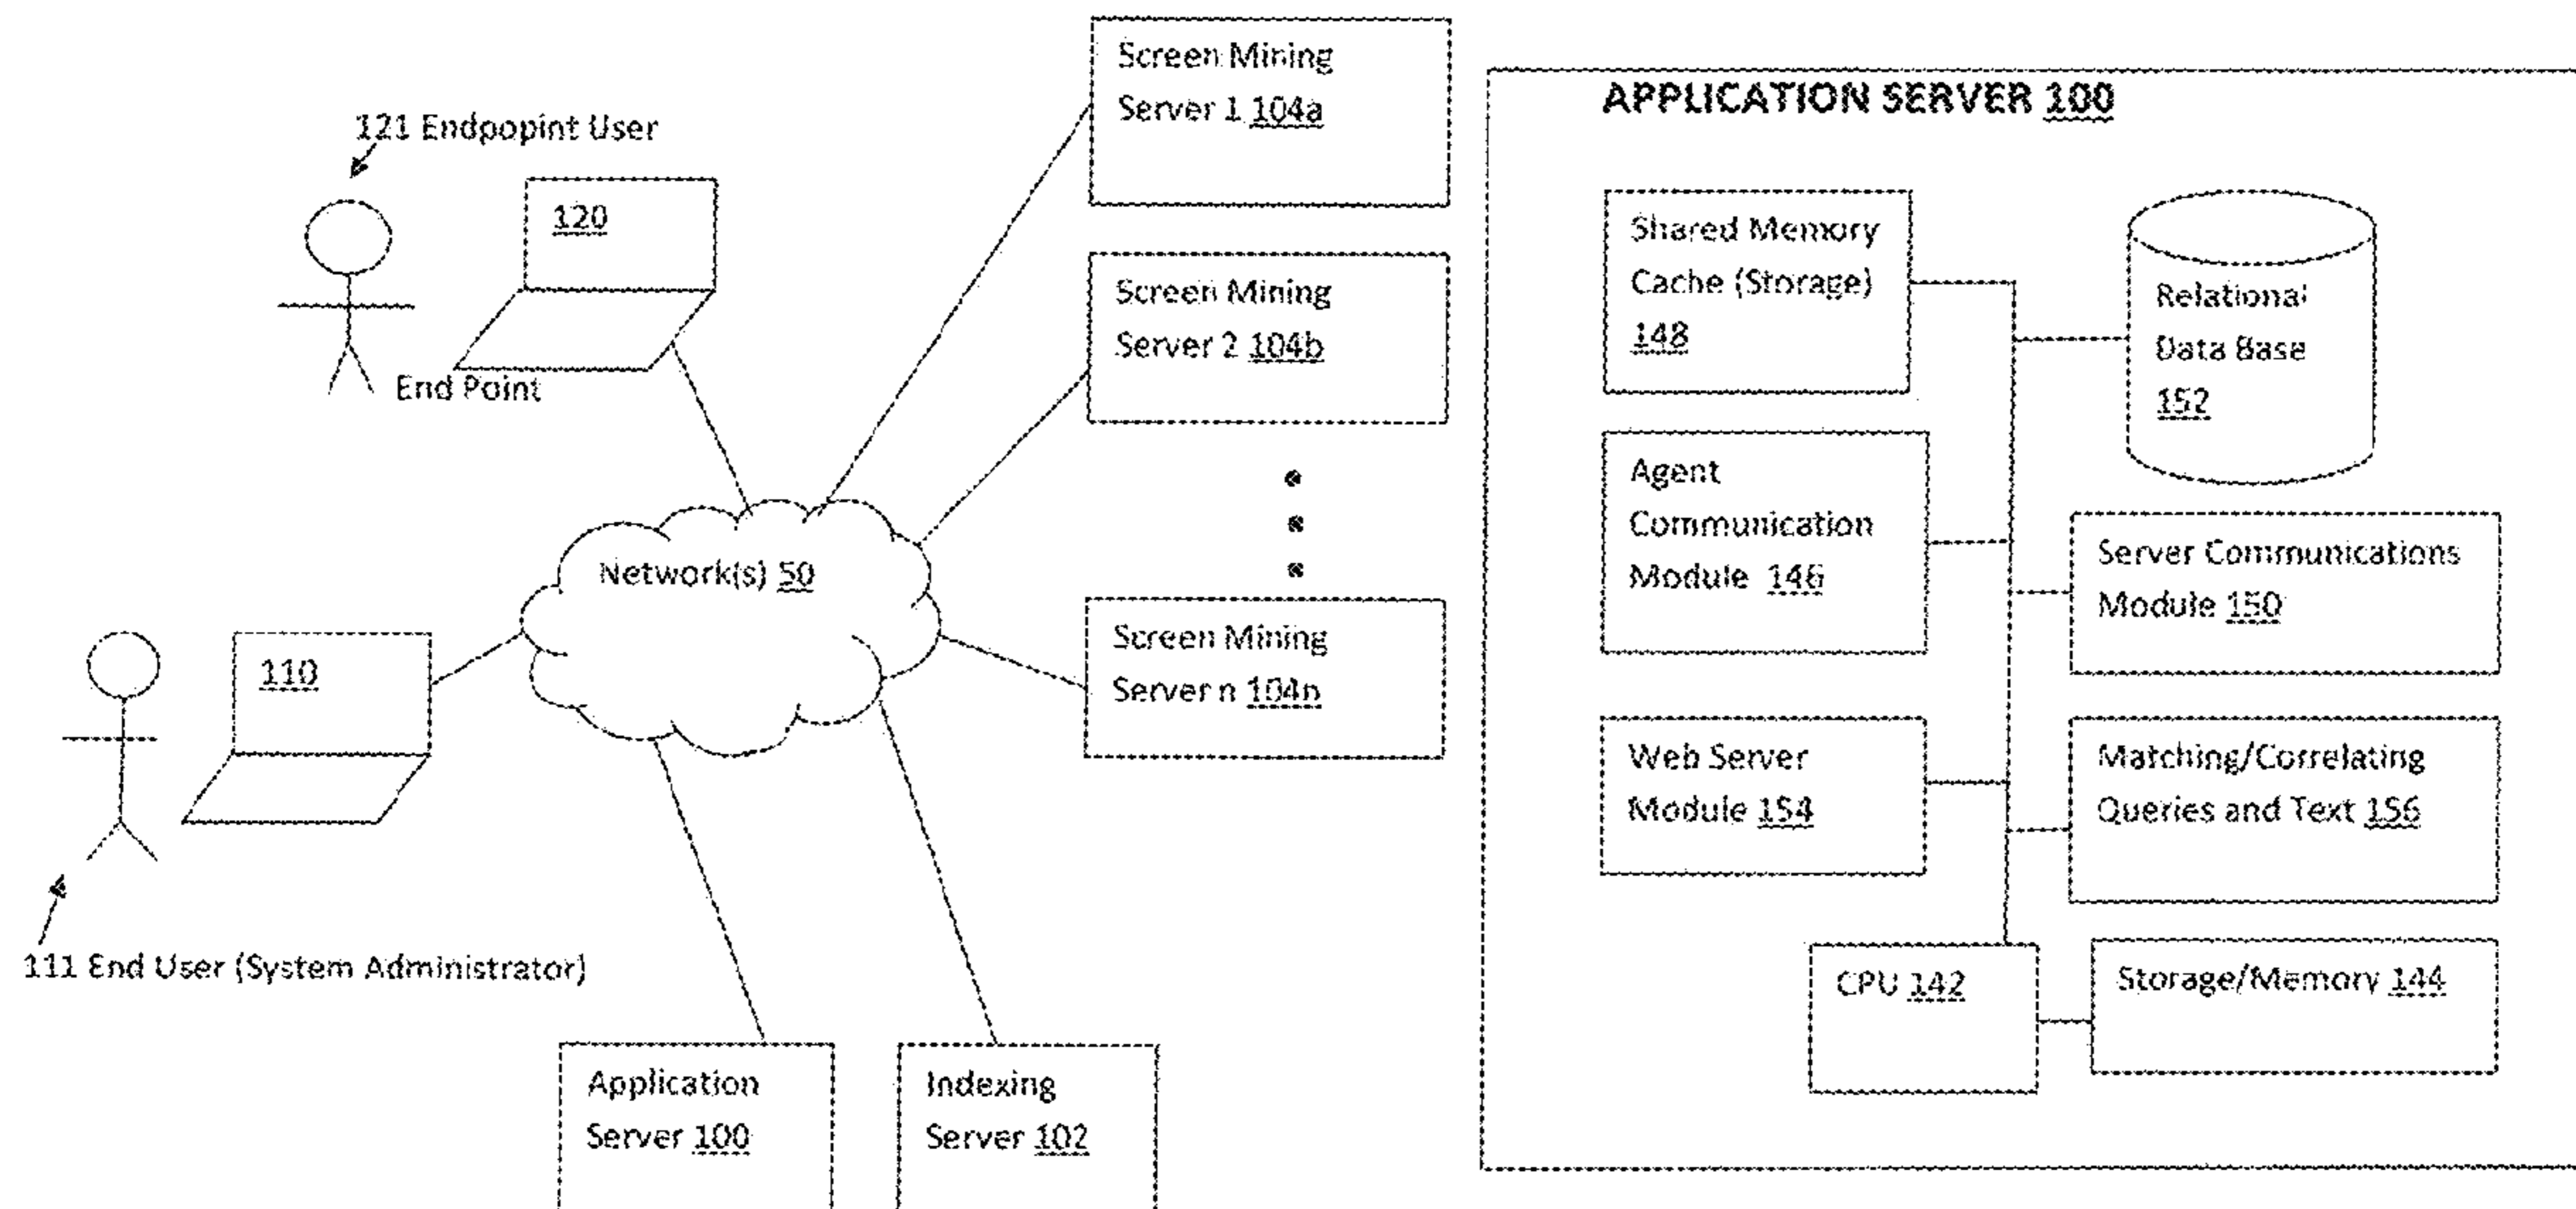 121 Endpopint User
120
End Point
110
111 End User (System Administrator)
Network(s) 50
Screen Mining
Server 1 104a
Screen Mining
Server 2 104b
Screen Mining
Server n 104n
Application
Server 100
Indexing
Server 102
APPLICATION SERVER 100
Shared Memory
Cache (Storage)
148
Relational
Data Base
152
Agent
Communication
Module 146
Server Communications
Module 150
Web Server
Module 154
Matching/Correlating
Queries and Text 156
CPU 142
Storage/Memory 144